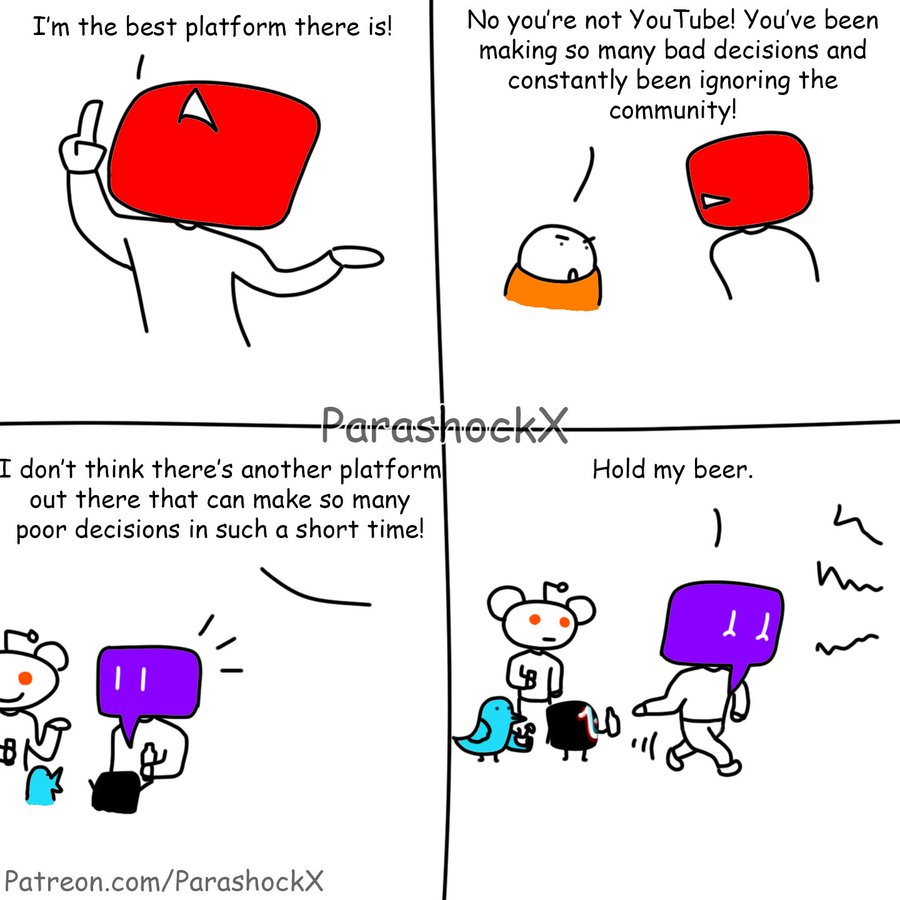 I'm the best platform there is!
No you're not YouTube! You've been
making so many bad decisions and
constantly been ignoring the
community!
ParashockX
I don't think there's another platform
out there that can make so many
poor decisions in such a short time!
Hold my beer.
Patreon.com/ParashockX